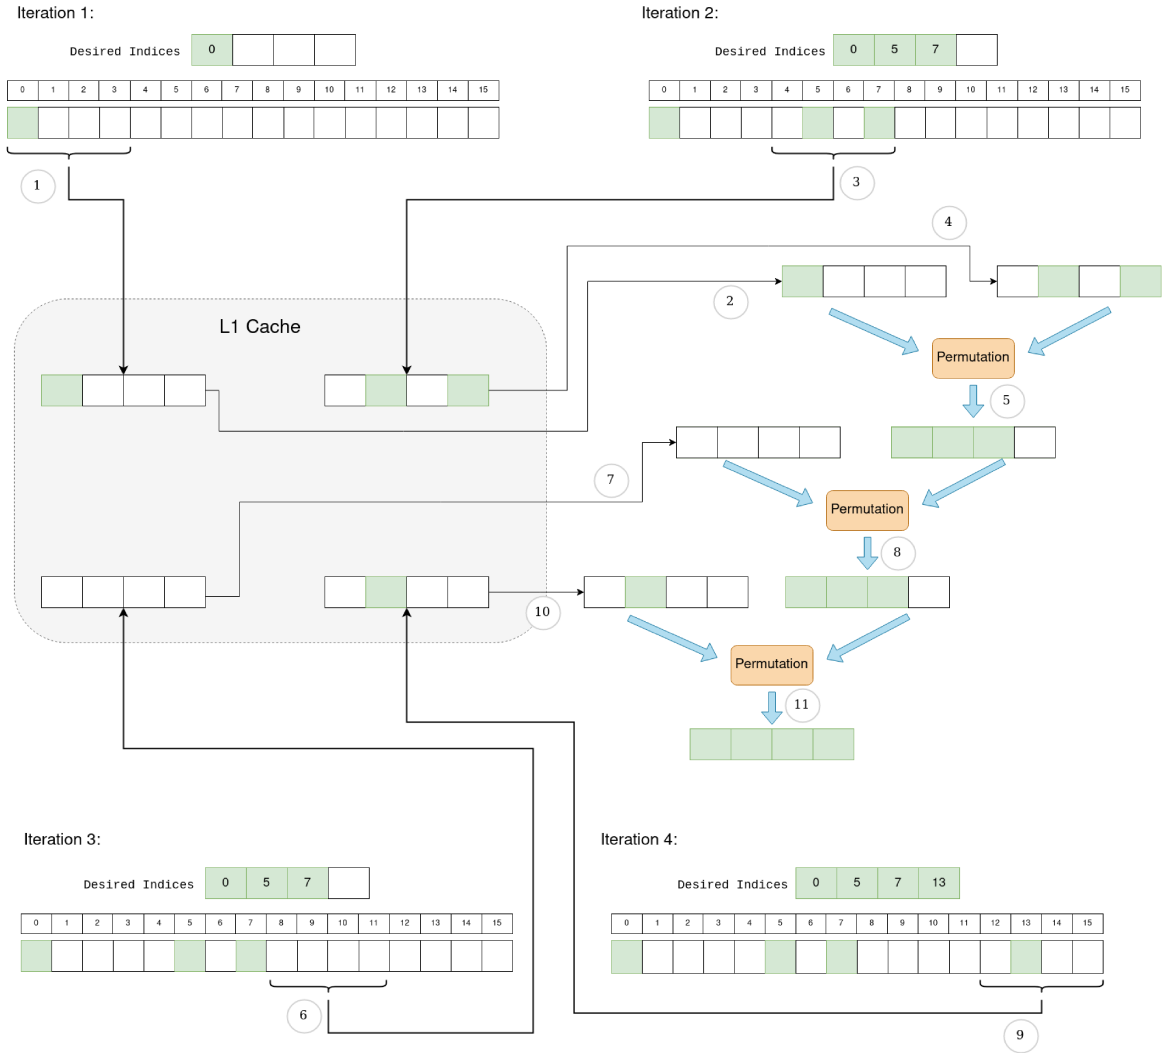 Iteration 1:
Desired Indices 0
0 1 2 3 4 5 6 7 8 9 10 11 12 13 14 15
1
Iteration 2:
Desired Indices 0 5 7
0 1 2 3 4 5 6 7 8 9 10 11 12 13 14 15
3
4
2
L1 Cache
Permutation
5
7
Permutation
8
10
Permutation
11
Iteration 3:
Desired Indices 0 5 7
0 1 2 3 4 5 6 7 8 9 10 11 12 13 14 15
6
Iteration 4:
Desired Indices 0 5 7 13
0 1 2 3 4 5 6 7 8 9 10 11 12 13 14 15
9